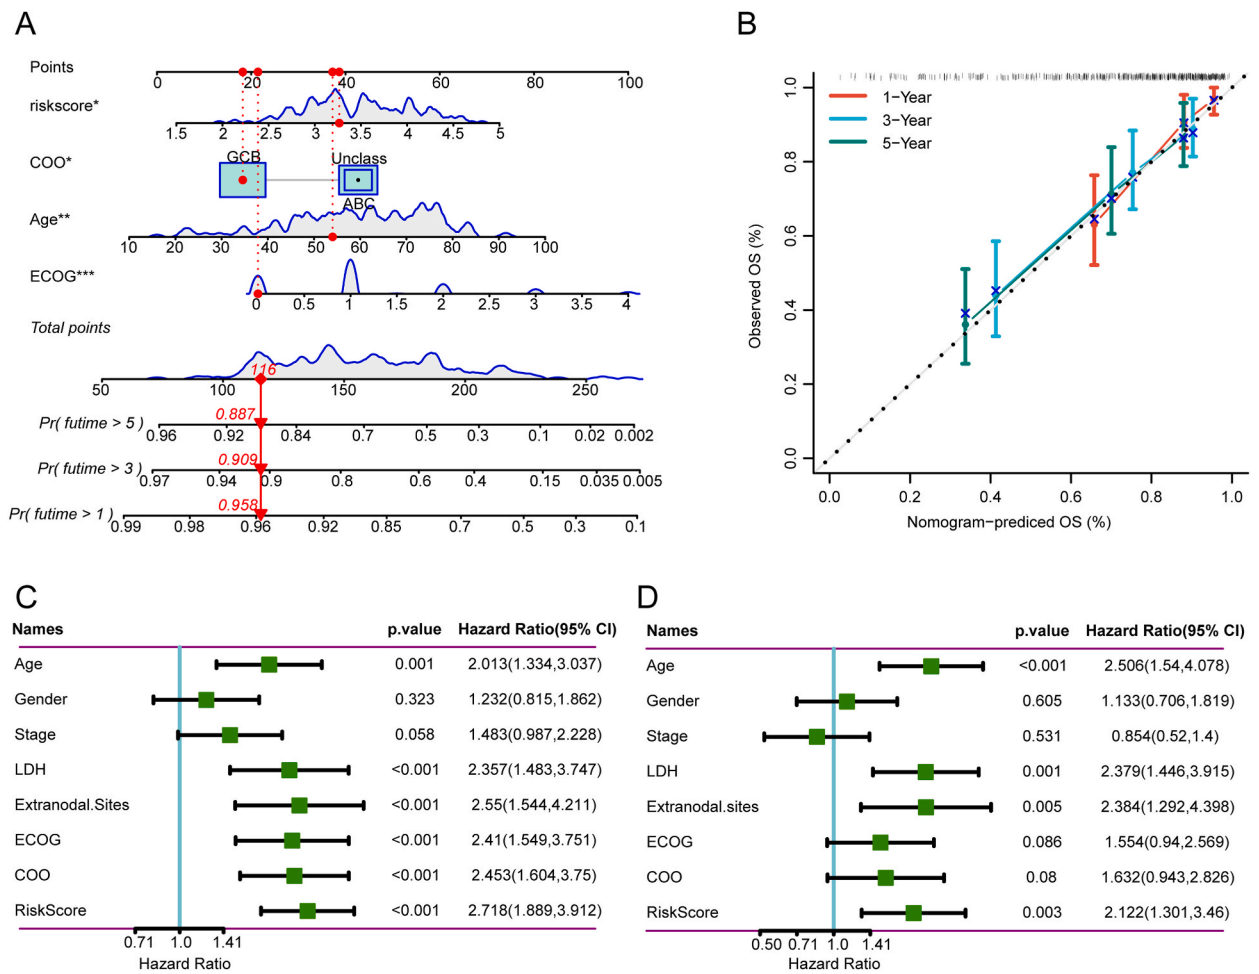 A
Points
0 20 40 60 80 100
riskscore*
1.5 2 2.5 3 3.5 4 4.5 5
COO*
GCB Unclass
ABC
Age**
10 20 30 40 50 60 70 80 90 100
ECOG***
0 0.5 1 1.5 2 2.5 3 3.5 4
Total points
116
50 100 150 200 250
0.887
Pr( futime > 5 )
0.96 0.92 0.84 0.7 0.5 0.3 0.1 0.02 0.002
0.909
Pr( futime > 3 )
0.97 0.94 0.9 0.8 0.6 0.4 0.15 0.035 0.005
0.958
Pr( futime > 1 )
0.99 0.98 0.96 0.92 0.85 0.7 0.5 0.3 0.1
B
1-Year
3-Year
5-Year
Observed OS (%)
1.0
0.8
0.6
0.4
0.2
0.0
0.0 0.2 0.4 0.6 0.8 1.0
Nomogram-prediced OS (%)
C
Names p.value Hazard Ratio(95% CI)
Age 0.001 2.013(1.334,3.037)
Gender 0.323 1.232(0.815,1.862)
Stage 0.058 1.483(0.987,2.228)
LDH <0.001 2.357(1.483,3.747)
Extranodal.Sites <0.001 2.55(1.544,4.211)
ECOG <0.001 2.41(1.549,3.751)
COO <0.001 2.453(1.604,3.75)
RiskScore <0.001 2.718(1.889,3.912)
0.71 1.0 1.41
Hazard Ratio
D
Names p.value Hazard Ratio(95% CI)
Age <0.001 2.506(1.54,4.078)
Gender 0.605 1.133(0.706,1.819)
Stage 0.531 0.854(0.52,1.4)
LDH 0.001 2.379(1.446,3.915)
Extranodal.sites 0.005 2.384(1.292,4.398)
ECOG 0.086 1.554(0.94,2.569)
COO 0.08 1.632(0.943,2.826)
RiskScore 0.003 2.122(1.301,3.46)
0.50 0.71 1.0 1.41
Hazard Ratio